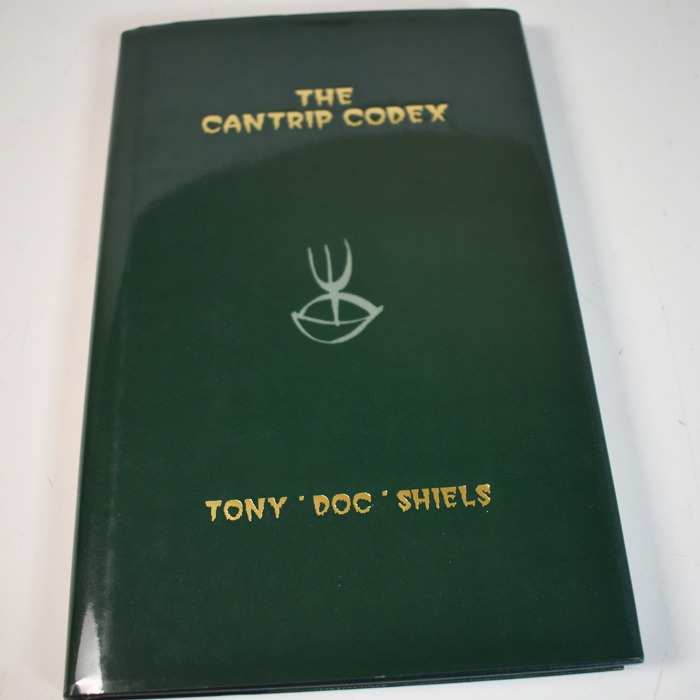 THE
CANTRIP CODEX
TONY 'DOC' SHIELS